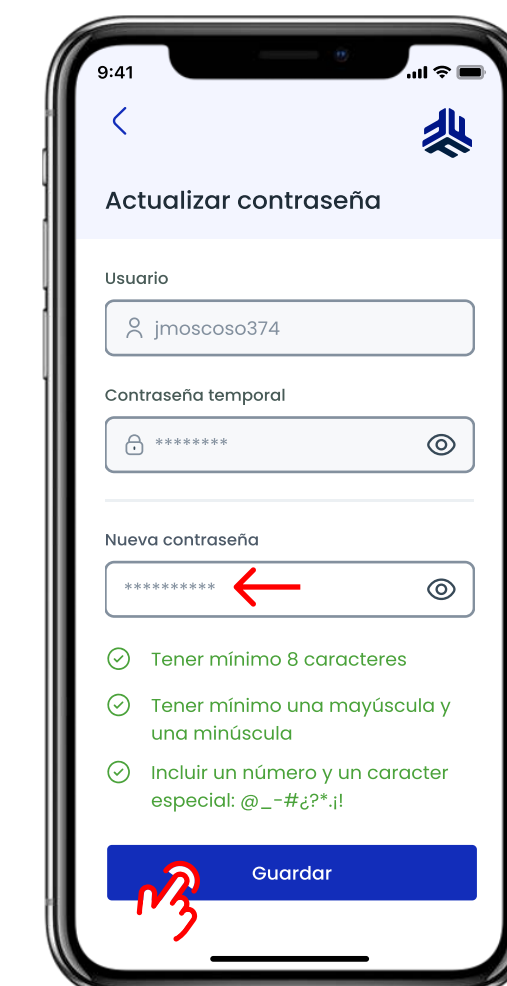 9:41
Actualizar contraseña
Usuario
jmoscoso374
Contraseña temporal
********
Nueva contraseña
**********
Tener mínimo 8 caracteres
Tener mínimo una mayúscula y
una minúscula
Incluir un número y un caracter
especial: @_-#¿?*.¡!
Guardar